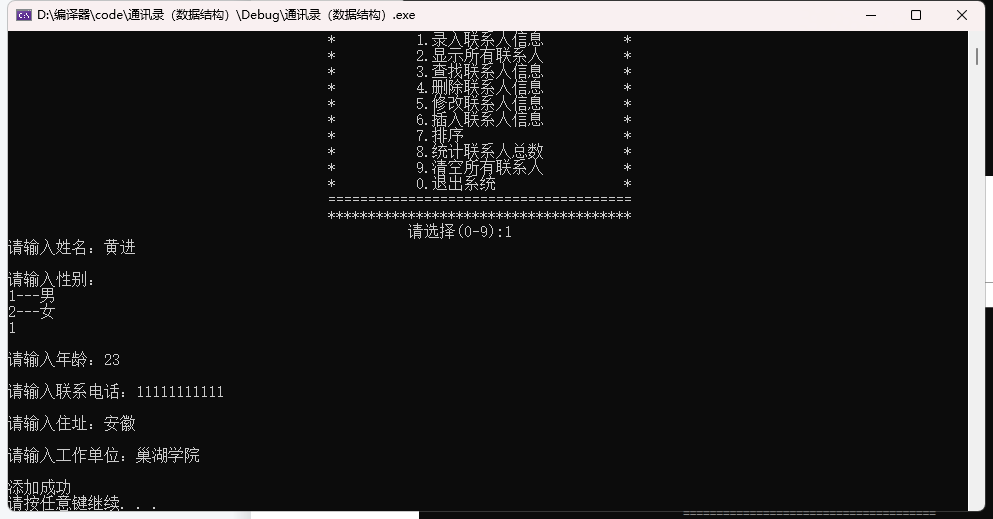 D:\编译器\code\通讯录（数据结构）\Debug\通讯录（数据结构）.exe
* 1.录入联系人信息 *
* 2.显示所有联系人 *
* 3.查找联系人信息 *
* 4.删除联系人信息 *
* 5.修改联系人信息 *
* 6.插入联系人信息 *
* 7.排序 *
* 8.统计联系人总数 *
* 9.清空所有联系人 *
* 0.退出系统 *
======================================
**************************************
请选择(0-9):1
请输入姓名：黄进
请输入性别：
1---男
2---女
1
请输入年龄：23
请输入联系电话：11111111111
请输入住址：安徽
请输入工作单位：巢湖学院
添加成功
请按任意键继续. . .